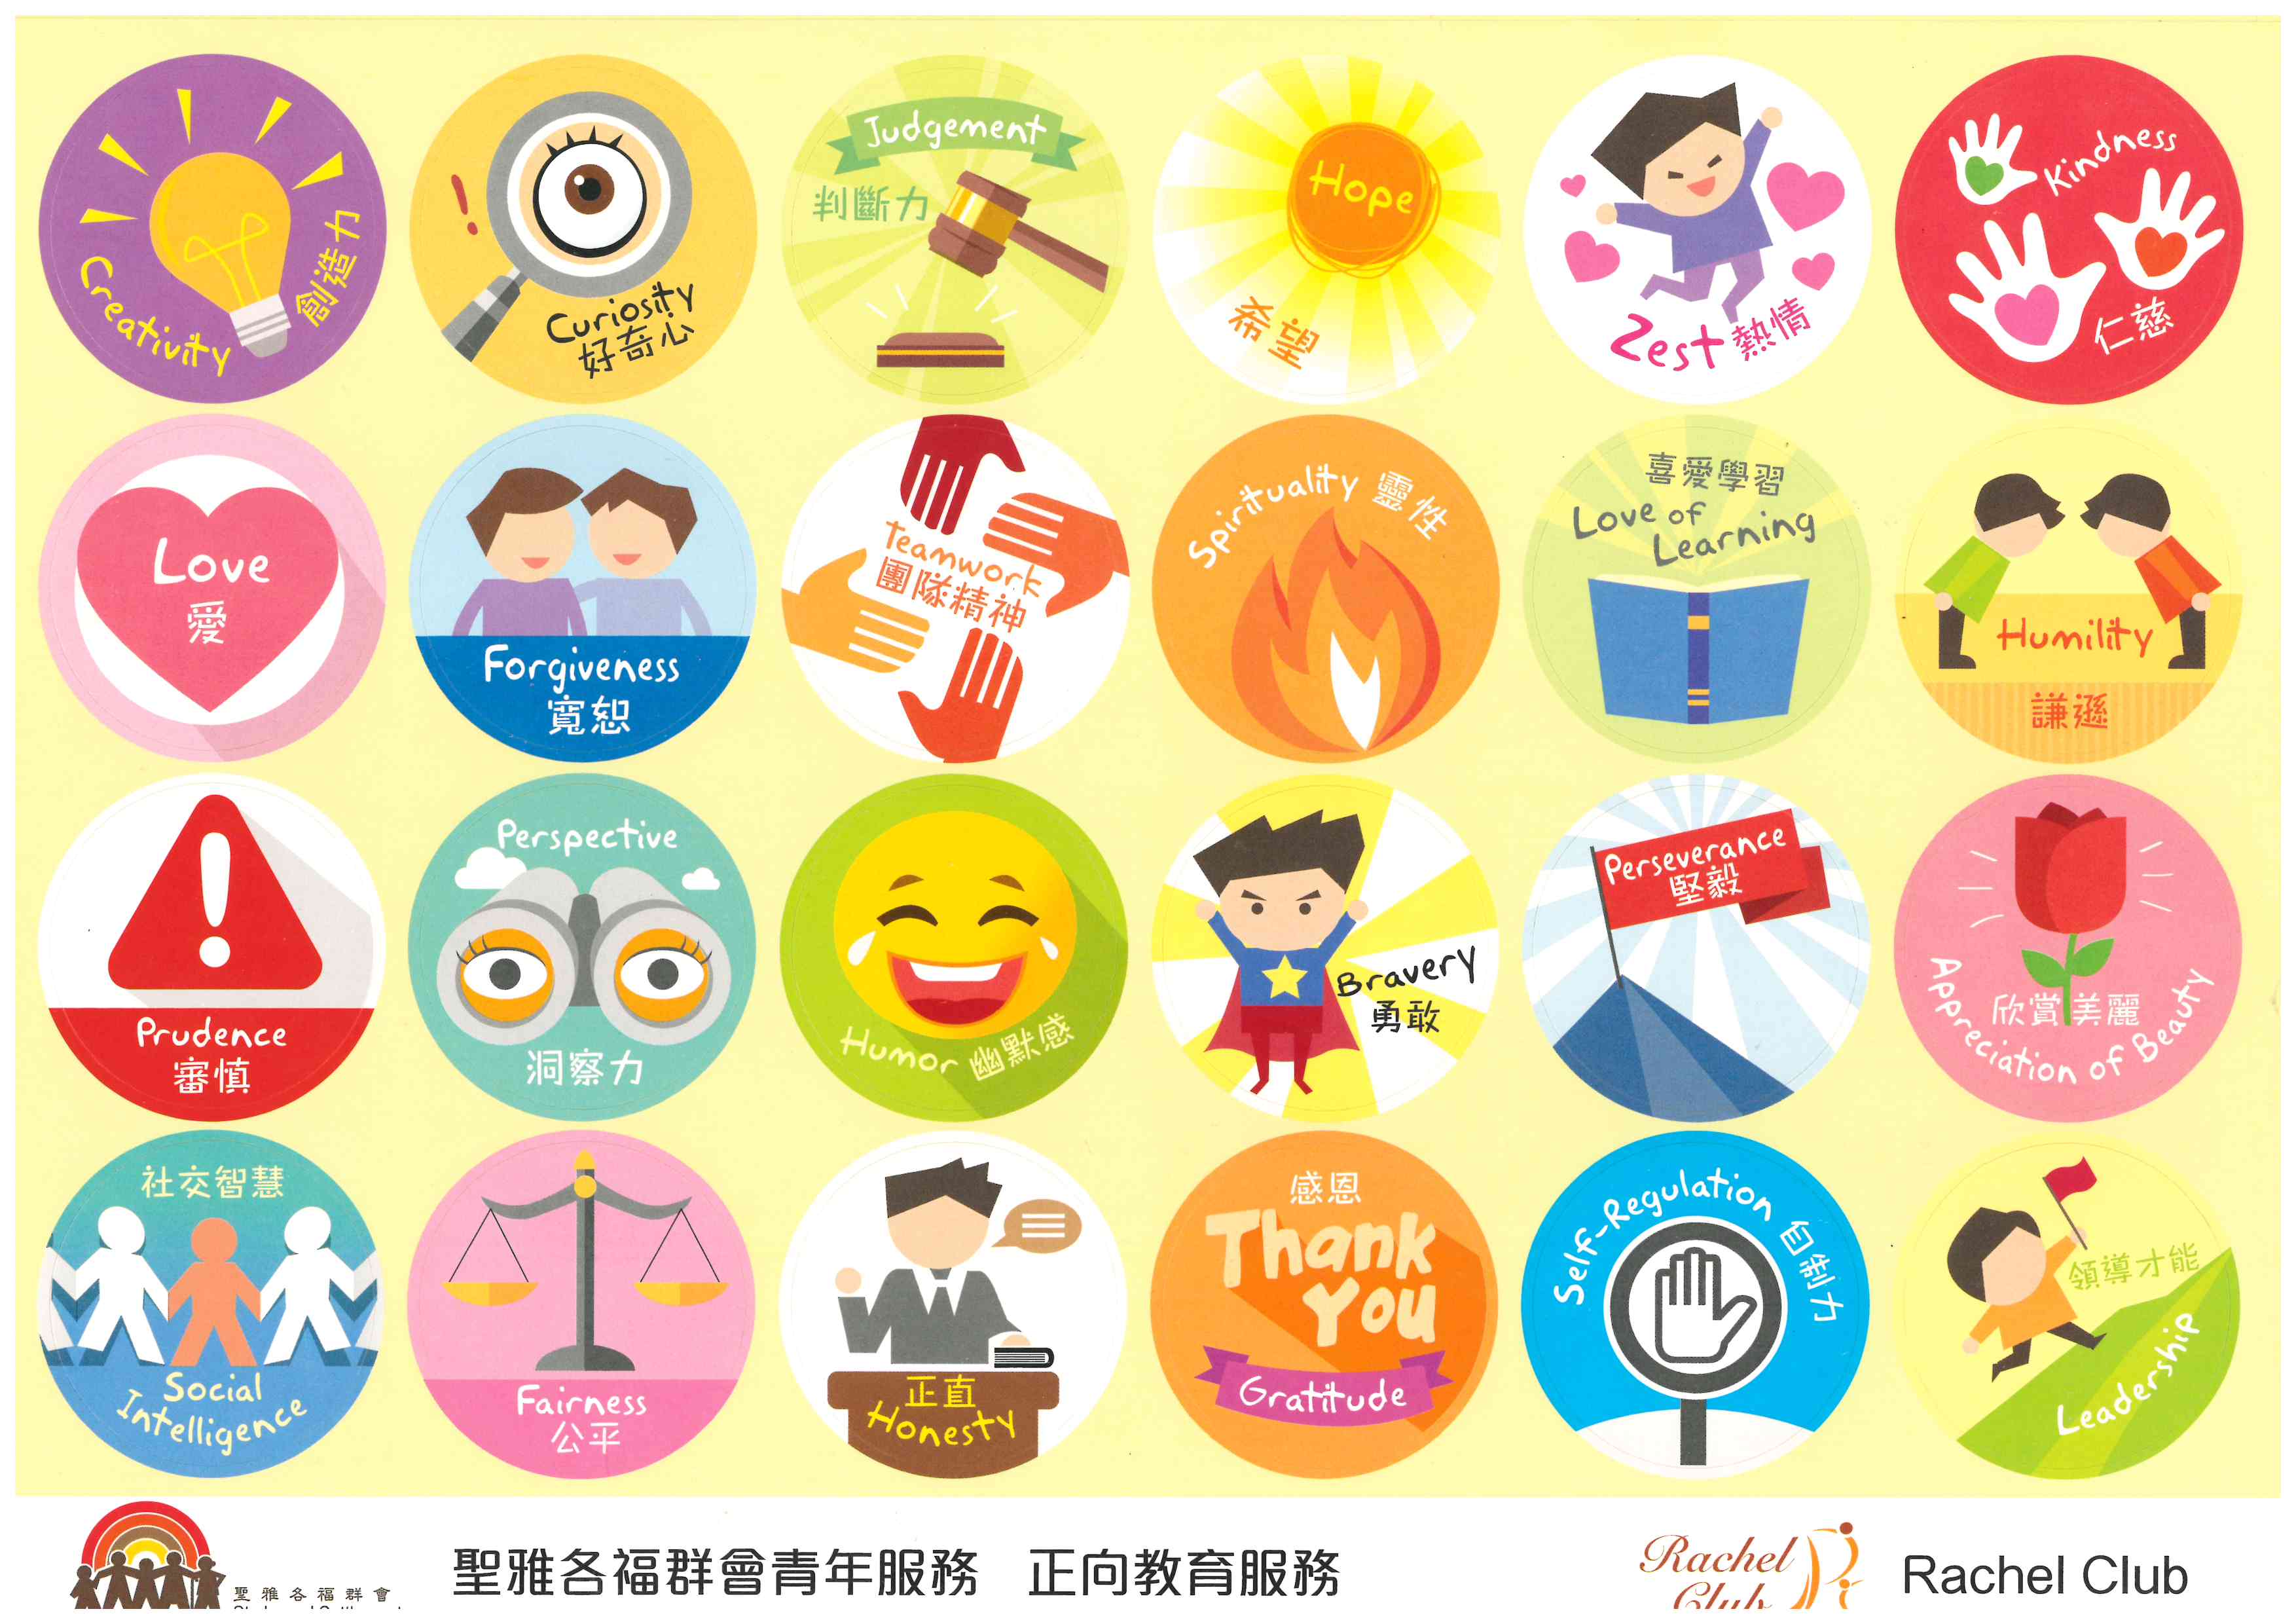 Creativity
創造力
Curiosity
好奇心
Judgement
判斷力
Hope
希望
Zest 熱情
Kindness
仁慈
Love
愛
Forgiveness
寬恕
Teamwork
團隊精神
Spirituality 靈性
喜愛學習
Love of
Learning
Humility
謙遜
Prudence
審慎
Perspective
洞察力
Humor 幽默感
Bravery
勇敢
Perseverance
堅毅
欣賞美麗
Appreciation of Beauty
社交智慧
Social
Intelligence
Fairness
公平
正直
Honesty
感恩
Thank
You
Gratitude
Self-Regulation 自制力
領導才能
Leadership
聖雅各福群會
聖雅各福群會青年服務 正向教育服務
Rachel
Club
Rachel Club